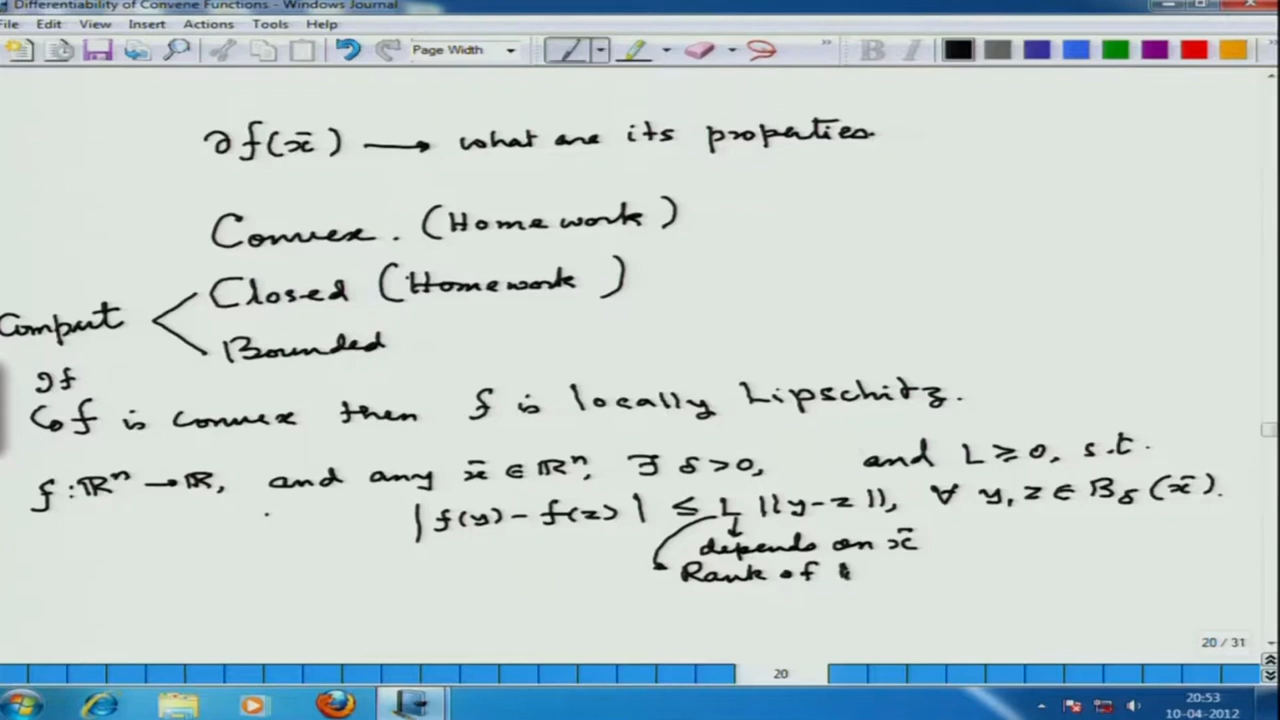 Differentiability of Convene Functions - Windows Journal
File Edit View Insert Actions Tools Help
Page Width
B I
∂f(x̄) → what are its properties
Convex. (Homework)
Closed (Homework)
Compact
Bounded
If
f is convex then f is locally Lipschitz.
f: ℝⁿ → ℝ, and any x̄ ∈ ℝⁿ, ∃ δ > 0, and L ≥ 0, s.t.
|f(y) - f(z)| ≤ L ||y - z||, ∀ y, z ∈ B_δ(x̄).
depends on x̄
Rank of
20 / 31
20
20:53
10-04-2012